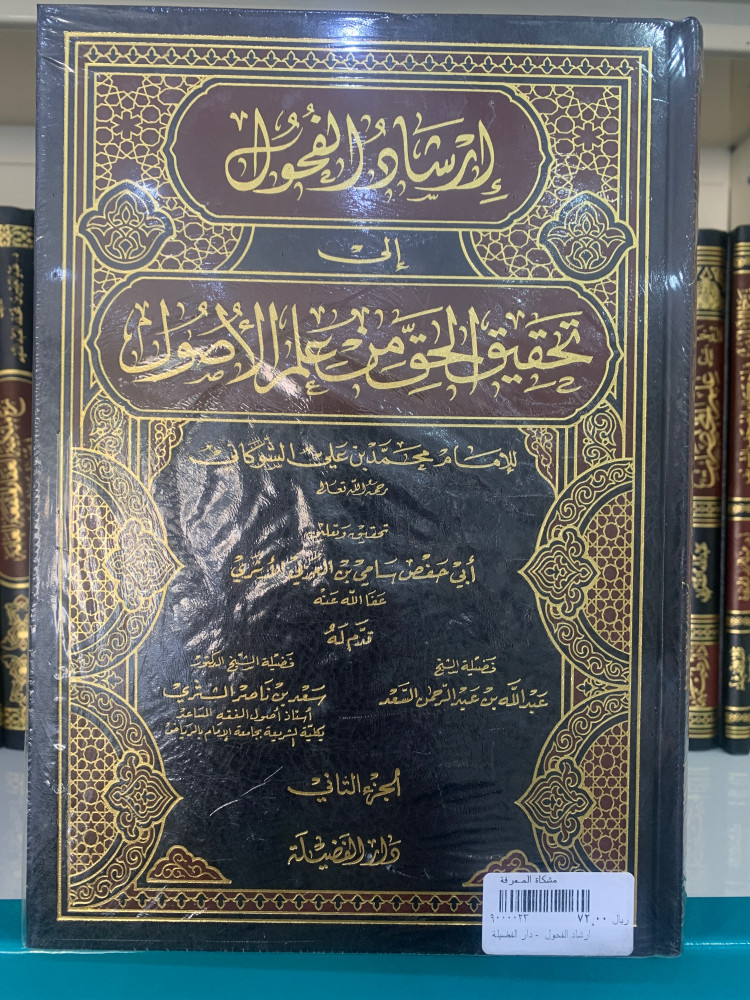 إرشاد الفحول
إلى
تحقيق الحق من علم الأصول
للإمام محمد بن علي الشوكاني
رحمه الله تعالى
تحقيق وتعليق
أبي حفص سامي بن العربي الأثري
عفا الله عنه
قدم له
فضيلة الشيخ
عبد الله بن عبد الرحمن السعد
فضيلة الشيخ الدكتور
سعد بن ناصر الشثري
أستاذ أصول الفقه المساعد
بكلية الشريعة بجامعة الإمام بالرياض
الجزء الثاني
دار الفضيلة
مشكاة المعرفة
ريال ٧٢,٠٠ ٩٠٠٠٠٢٣
ارشاد الفحول - دار الفضيلة